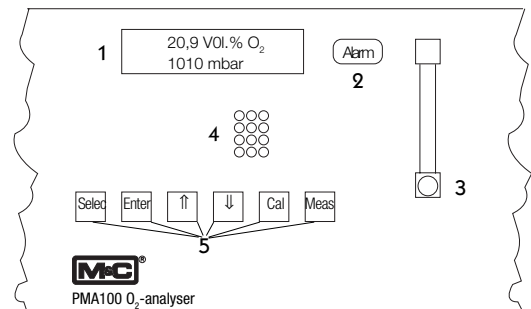 1
20,9 V0l.% O₂
1010 mbar
Alarm
2
4
3
Selec Enter ⇑ ⇓ Cal Meas
5
M&C®
PMA100 O₂-analyser